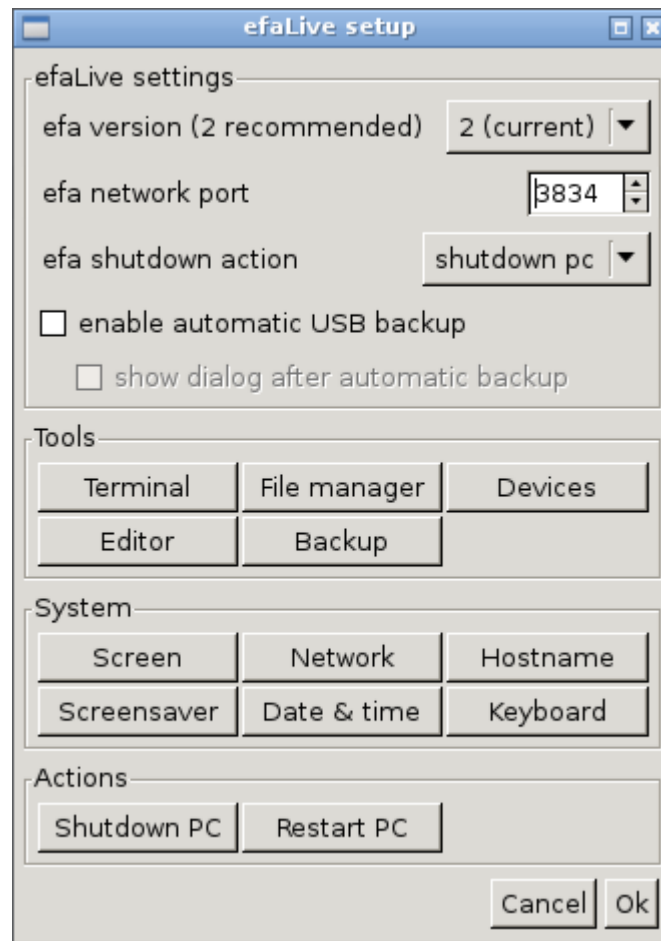 efaLive setup
efaLive settings
efa version (2 recommended) 2 (current)
efa network port 3834
efa shutdown action shutdown pc
enable automatic USB backup
show dialog after automatic backup
Tools
Terminal File manager Devices
Editor Backup
System
Screen Network Hostname
Screensaver Date & time Keyboard
Actions
Shutdown PC Restart PC
Cancel Ok